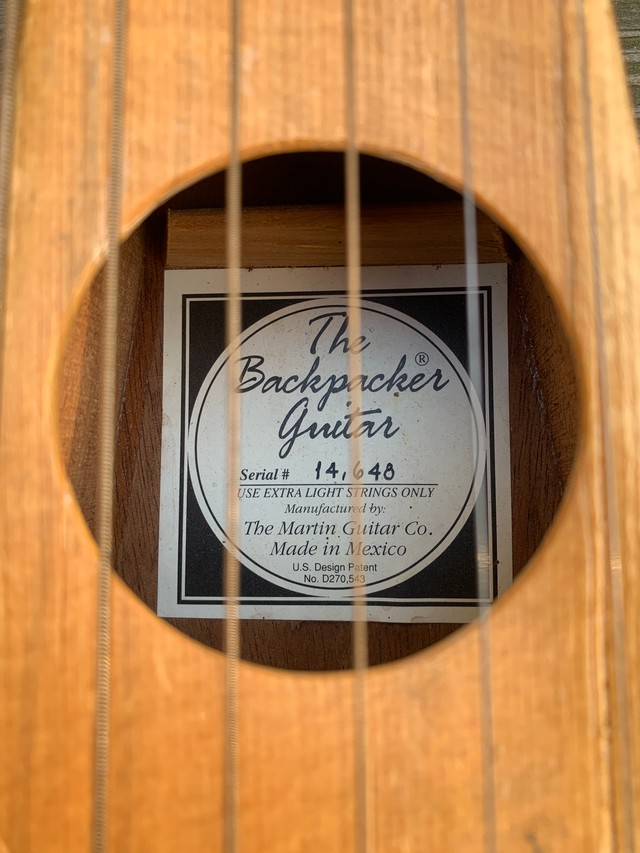 The
Backpacker®
Guitar
Serial # 14,648
USE EXTRA LIGHT STRINGS ONLY
Manufactured by:
The Martin Guitar Co.
Made in Mexico
U.S. Design Patent
No. D270,543